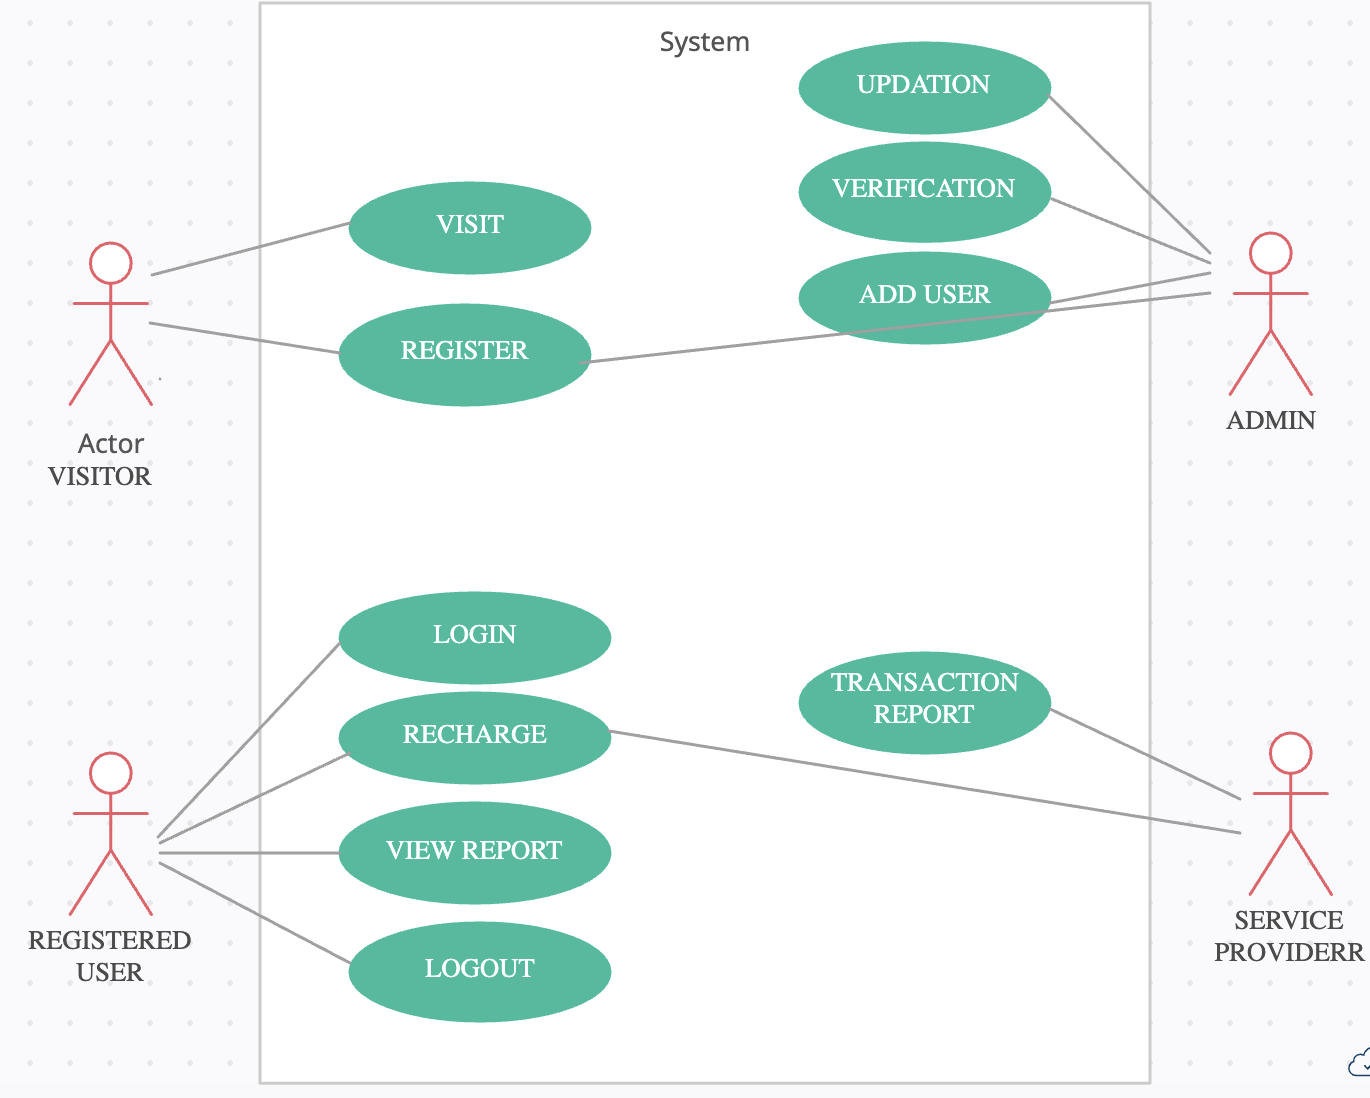 System
UPDATION
VERIFICATION
VISIT
ADD USER
REGISTER
Actor
VISITOR
ADMIN
LOGIN
TRANSACTION
REPORT
RECHARGE
VIEW REPORT
REGISTERED
USER
LOGOUT
SERVICE
PROVIDERR